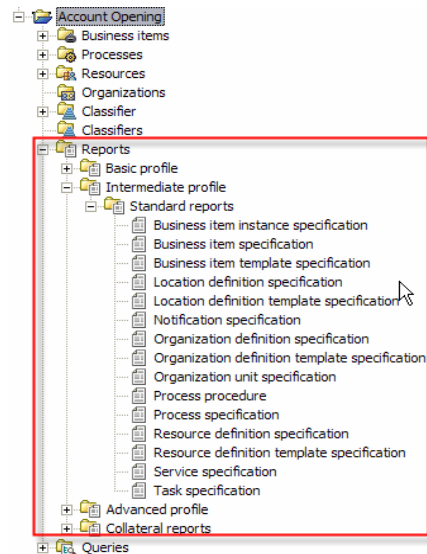 Account Opening
Business items
Processes
Resources
Organizations
Classifier
Classifiers
Reports
Basic profile
Intermediate profile
Standard reports
Business item instance specification
Business item specification
Business item template specification
Location definition specification
Location definition template specification
Notification specification
Organization definition specification
Organization definition template specification
Organization unit specification
Process procedure
Process specification
Resource definition specification
Resource definition template specification
Service specification
Task specification
Advanced profile
Collateral reports
Queries